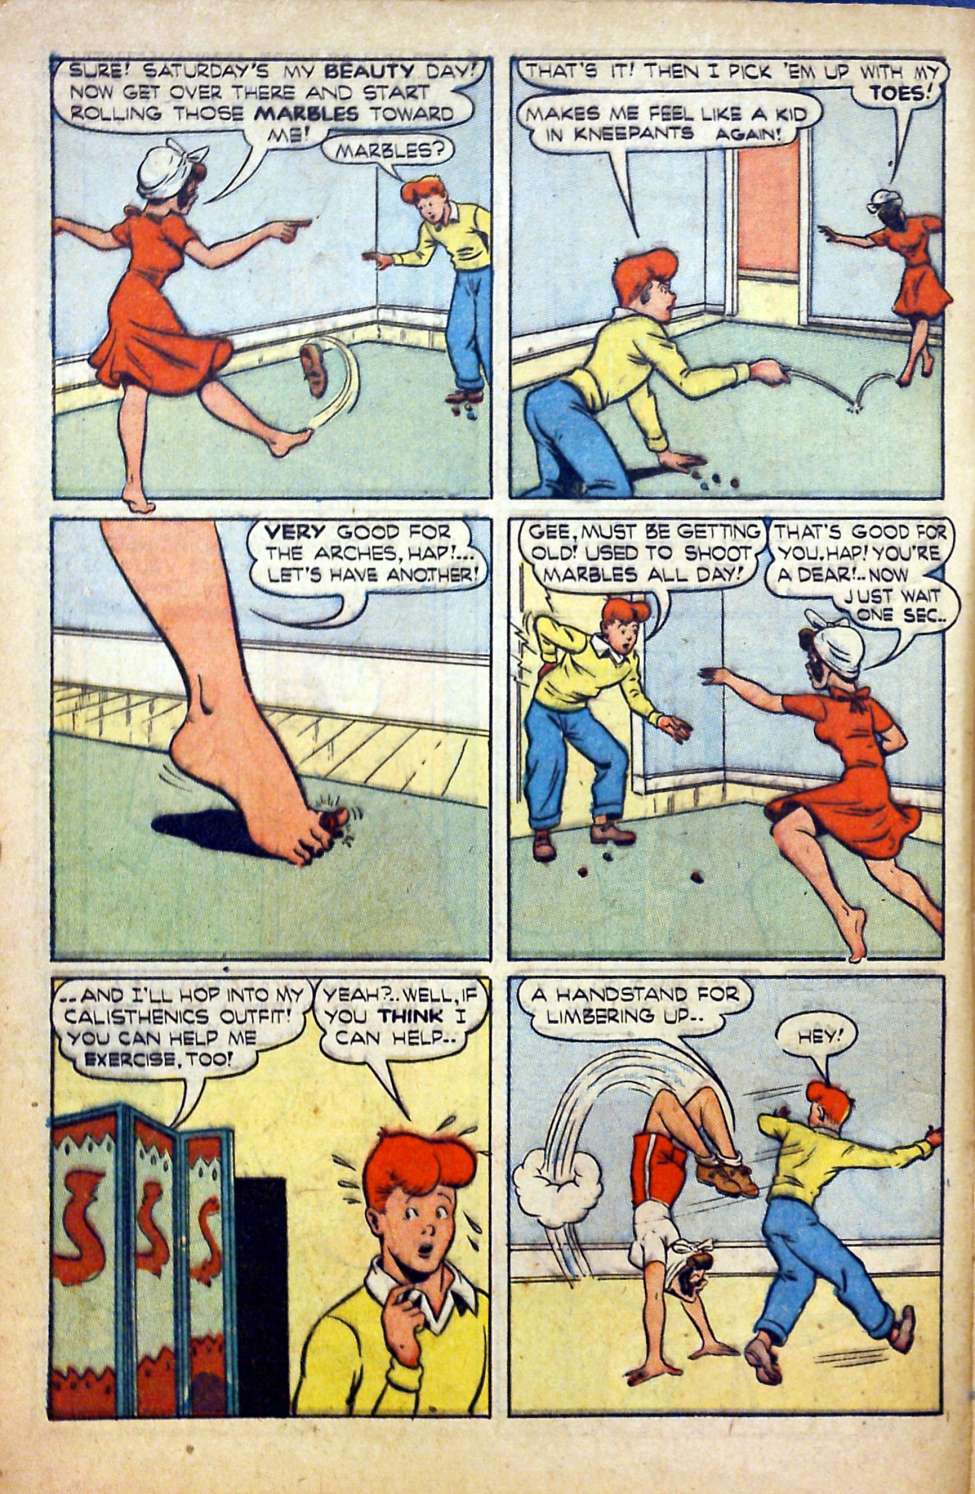 SURE! SATURDAY'S MY BEAUTY DAY!
NOW GET OVER THERE AND START
ROLLING THOSE MARBLES TOWARD
ME!
MARBLES?
THAT'S IT! THEN I PICK 'EM UP WITH MY
TOES!
MAKES ME FEEL LIKE A KID
IN KNEEPANTS AGAIN!
VERY GOOD FOR
THE ARCHES, HAP!...
LET'S HAVE ANOTHER!
GEE, MUST BE GETTING
OLD! USED TO SHOOT
MARBLES ALL DAY!
THAT'S GOOD FOR
YOU, HAP! YOU'RE
A DEAR!..NOW
JUST WAIT
ONE SEC..
..AND I'LL HOP INTO MY
CALISTHENICS OUTFIT!
YOU CAN HELP ME
EXERCISE, TOO!
YEAH?..WELL, IF
YOU THINK I
CAN HELP..
A HANDSTAND FOR
LIMBERING UP..
HEY!